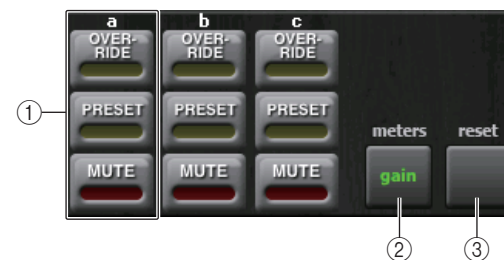 a b c
OVER-
RIDE OVER-
RIDE OVER-
RIDE
① PRESET PRESET PRESET
meters reset
MUTE MUTE MUTE
gain
② ③